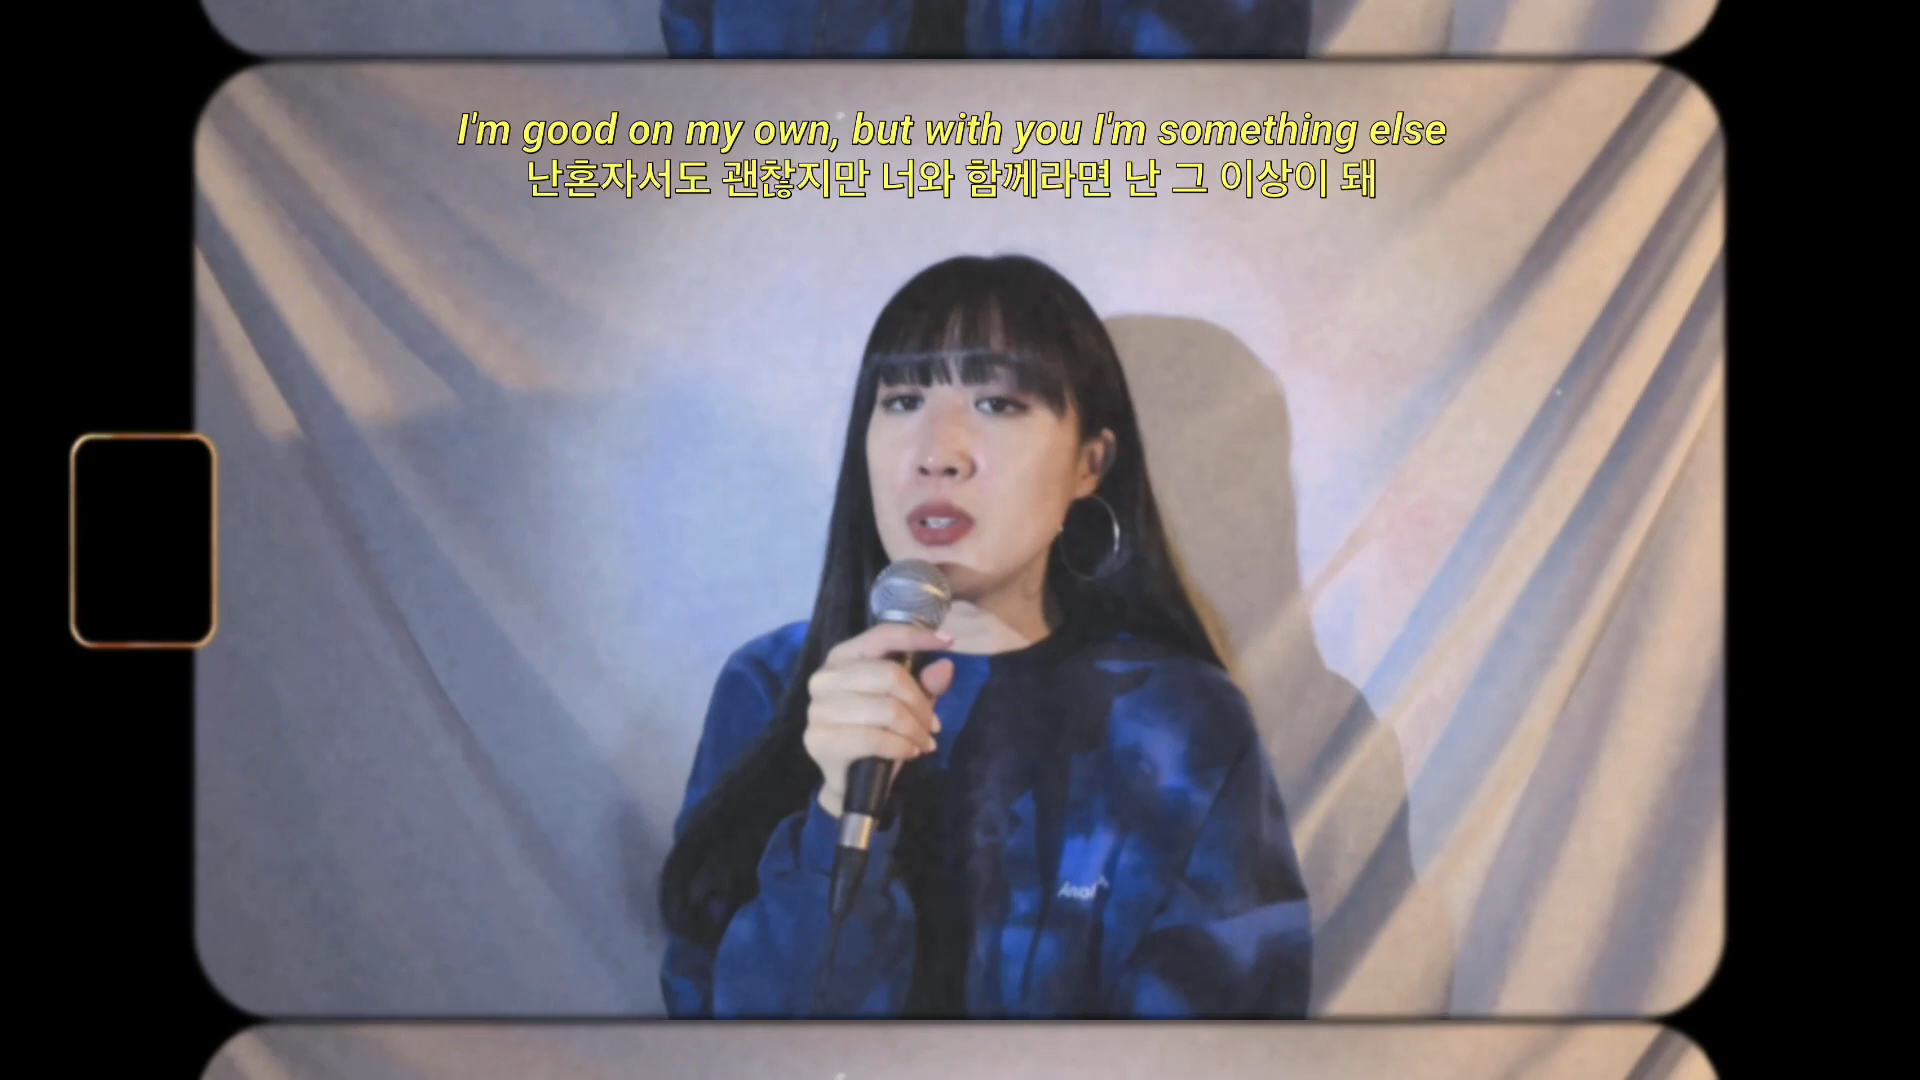 I'm good on my own, but with you I'm something else
난혼자서도 괜찮지만 너와 함께라면 난 그 이상이 돼